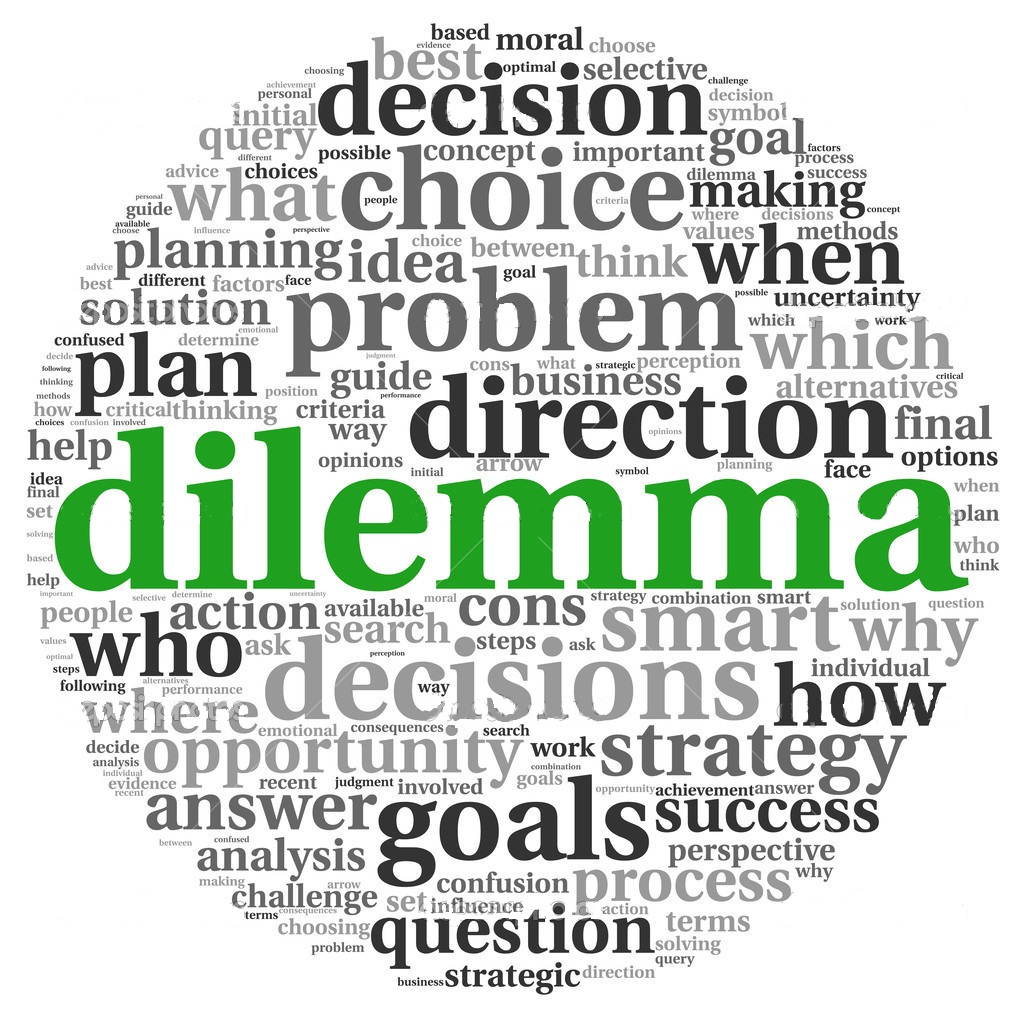 based moral choose
evidence
best optimal selective
choosing decision challenge
achievement
personal decision
initial symbol
query goal
different possible concept important factors
process
advice choices what choice dilemma success
people criteria making
personal
guide where decisions concept
available influence perspective values methods
choose
planning idea choice between think when
advice different factors face goal
best possible uncertainty
solution problem
emotional which work
confused determine which
decide judgment
following plan guide cons what strategic perception
thinking position performance business alternatives critical
methods
how critical thinking criteria direction final
choices confusion involved way opinions
help opinions initial arrow planning face options
symbol
idea dilemma when
final
set plan
solving
based who
help think
important selective determine uncertainty moral strategy combination smart solution question
people action available cons smart why
values who ask search steps ask
optimal perception
steps alternatives decisions individual
following performance way how
where emotional consequences search
decide opportunity work strategy
analysis
individual combination
evidence recent judgment involved goals opportunity achievement answer
recent
answer goals success
between confused
analysis perspective
making arrow confusion process why
challenge set influence action
terms consequences
choosing question terms
problem solving
query
business strategic direction